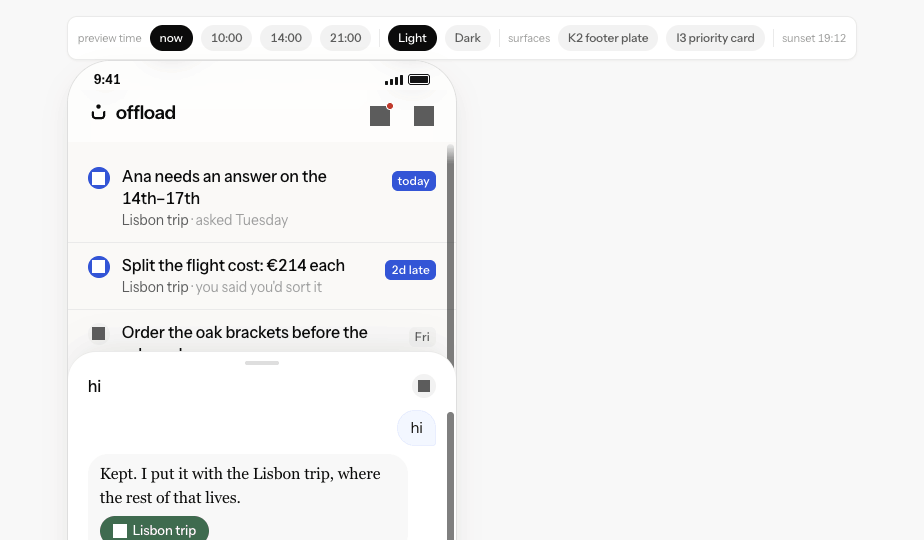 preview time now 10:00 14:00 21:00 Light Dark surfaces K2 footer plate I3 priority card sunset 19:12
9:41
offload
Ana needs an answer on the
14th–17th
today
Lisbon trip · asked Tuesday
Split the flight cost: €214 each
2d late
Lisbon trip · you said you'd sort it
Order the oak brackets before the
Fri
hi
hi
Kept. I put it with the Lisbon trip, where
the rest of that lives.
Lisbon trip